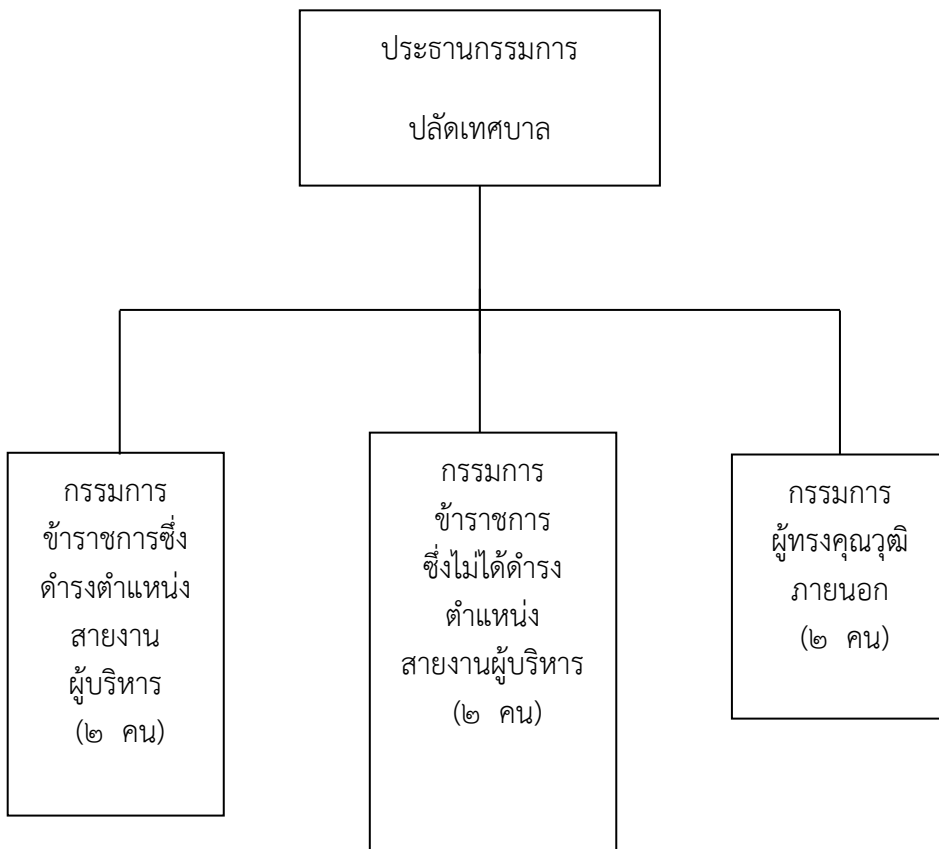 ประธานกรรมการ
ปลัดเทศบาล
กรรมการ
ข้าราชการซึ่ง
ดำรงตำแหน่ง
สายงาน
ผู้บริหาร
(๒ คน)
กรรมการ
ข้าราชการ
ซึ่งไม่ได้ดำรง
ตำแหน่ง
สายงานผู้บริหาร
(๒ คน)
กรรมการ
ผู้ทรงคุณวุฒิ
ภายนอก
(๒ คน)